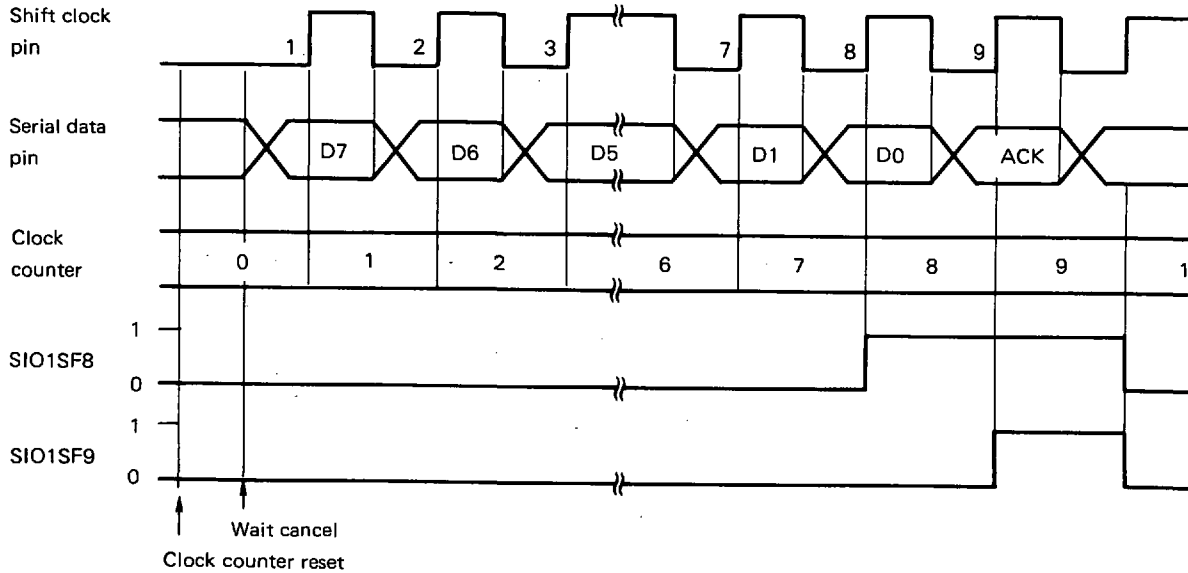 Shift clock
pin
1 2 3 7 8 9
Serial data
pin
D7 D6 D5 D1 D0 ACK
Clock
counter
0 1 2 6 7 8 9 1
1
SIO1SF8
0
1
SIO1SF9
0
Wait cancel
Clock counter reset